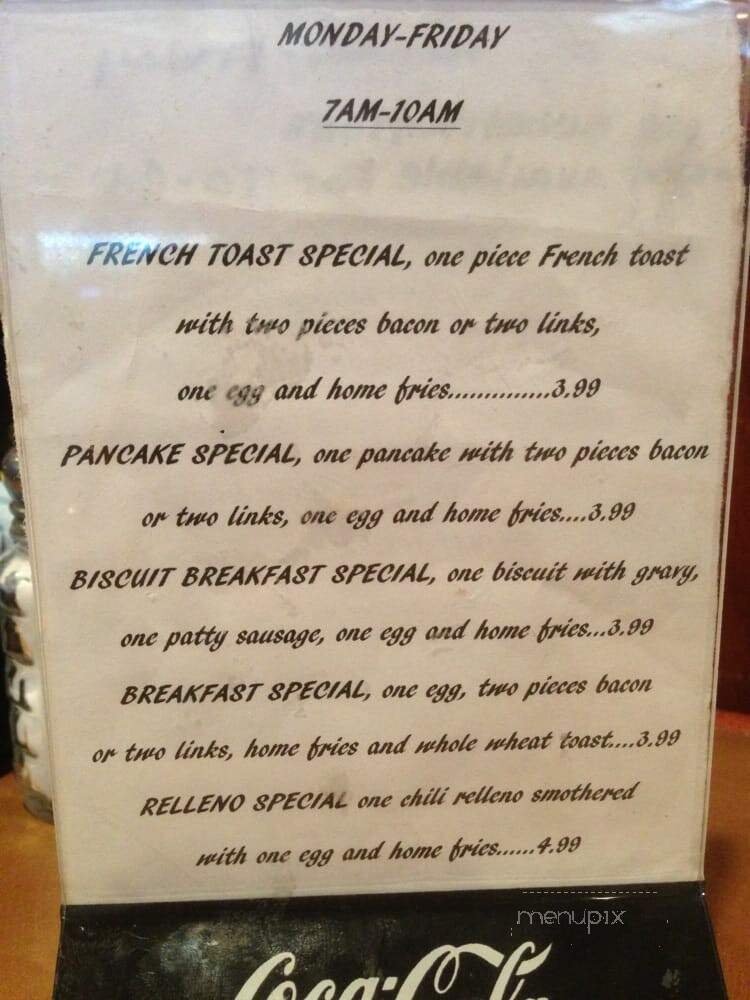 MONDAY-FRIDAY
7AM-10AM
FRENCH TOAST SPECIAL, one piece French toast
with two pieces bacon or two links,
one egg and home fries..............3.99
PANCAKE SPECIAL, one pancake with two pieces bacon
or two links, one egg and home fries....3.99
BISCUIT BREAKFAST SPECIAL, one biscuit with gravy,
one patty sausage, one egg and home fries...3.99
BREAKFAST SPECIAL, one egg, two pieces bacon
or two links, home fries and whole wheat toast....3.99
RELLENO SPECIAL one chili relleno smothered
with one egg and home fries......4.99
menupix
Coca-Cola